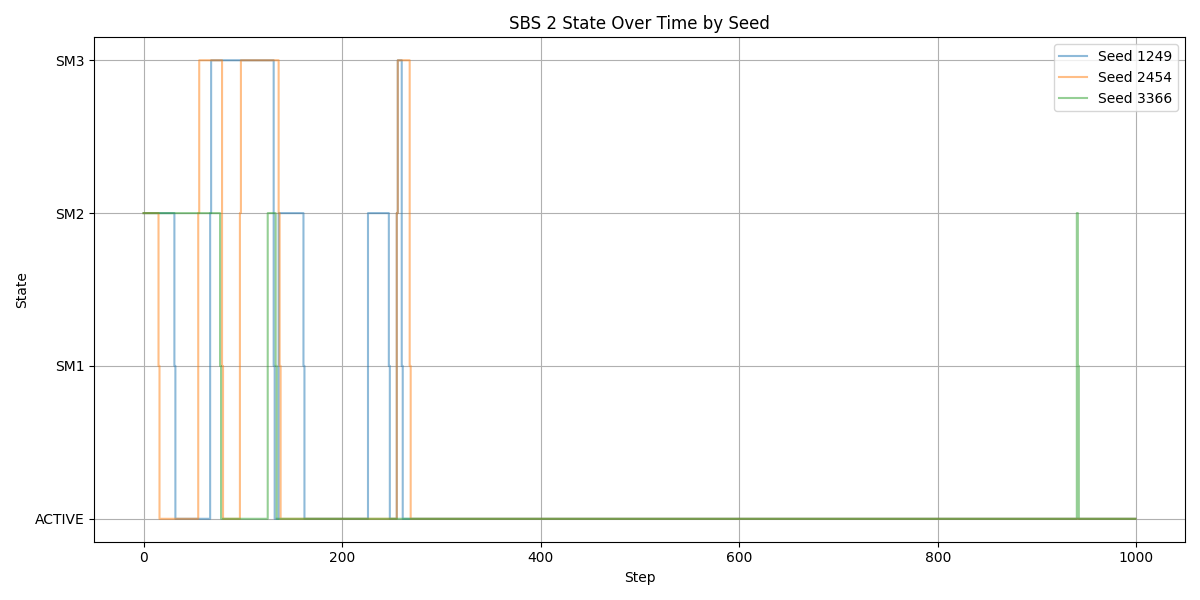 SBS 2 State Over Time by Seed
SM3
SM2
SM1
ACTIVE
State
Seed 1249
Seed 2454
Seed 3366
0
200
400
600
800
1000
Step